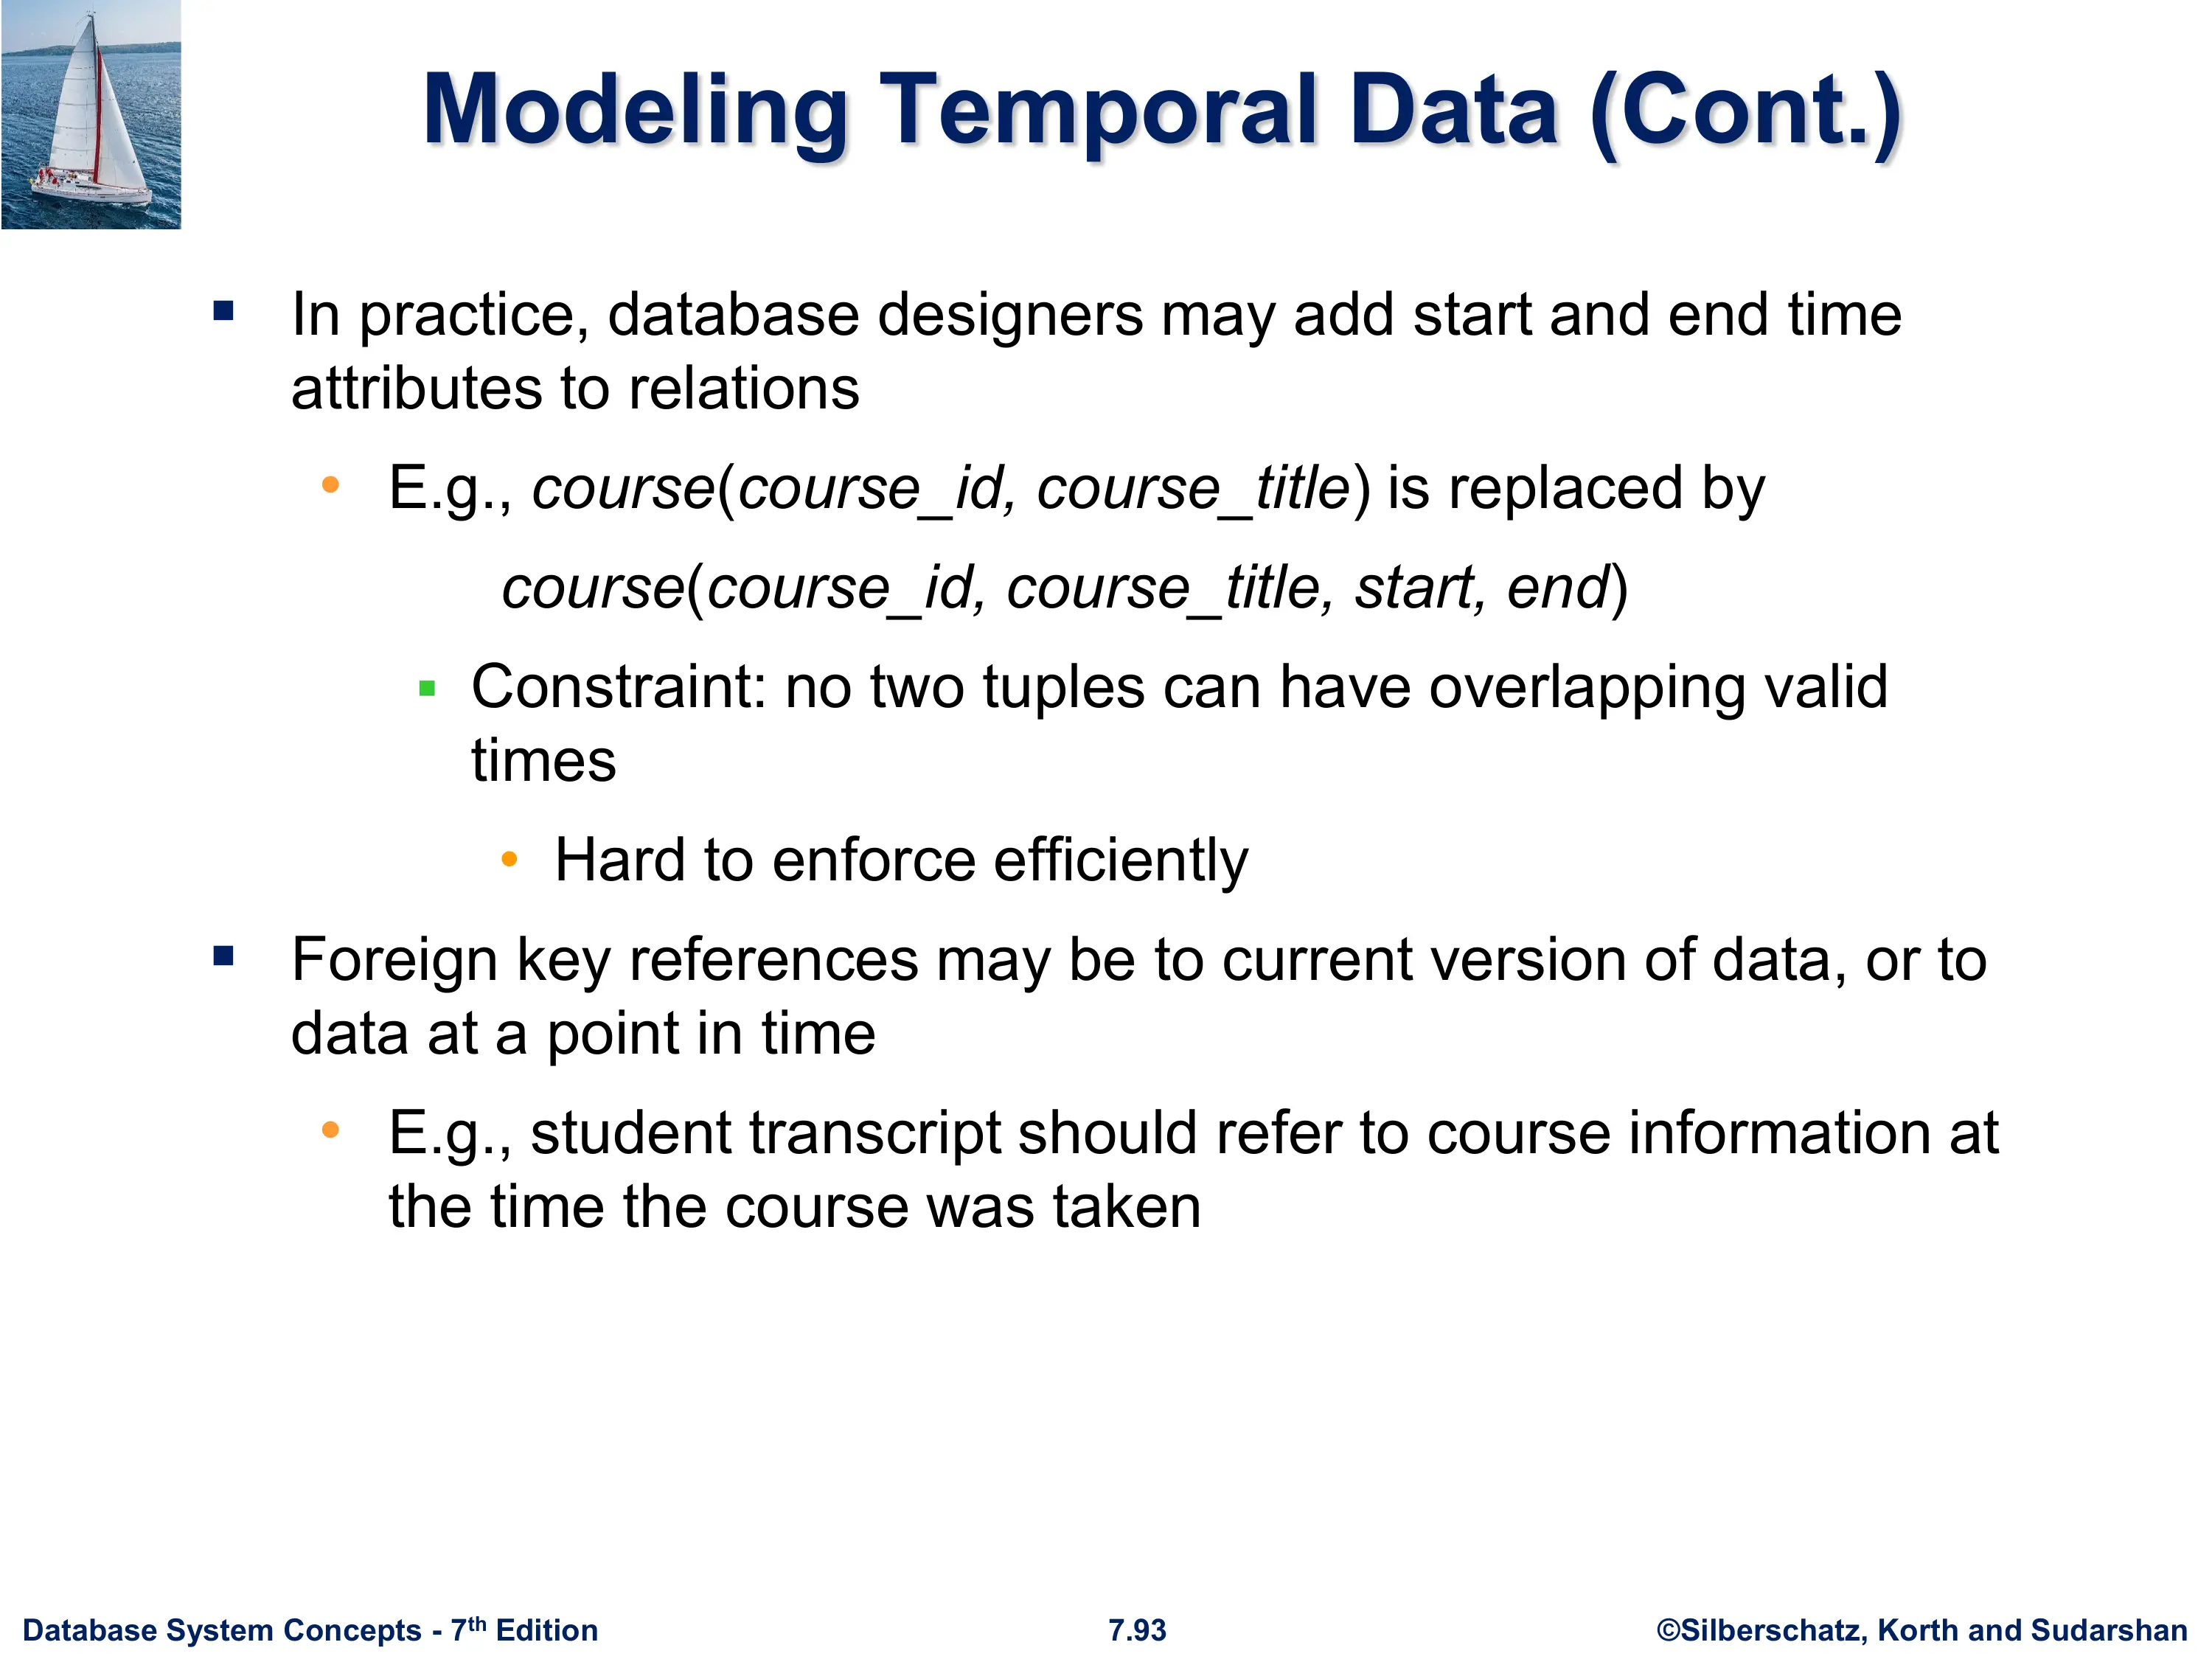 Modeling Temporal Data (Cont.)
▪ In practice, database designers may add start and end time
attributes to relations
• E.g., course(course_id, course_title) is replaced by
course(course_id, course_title, start, end)
▪ Constraint: no two tuples can have overlapping valid
times
• Hard to enforce efficiently
▪ Foreign key references may be to current version of data, or to
data at a point in time
• E.g., student transcript should refer to course information at
the time the course was taken
Database System Concepts - 7th Edition
7.93
©Silberschatz, Korth and Sudarshan